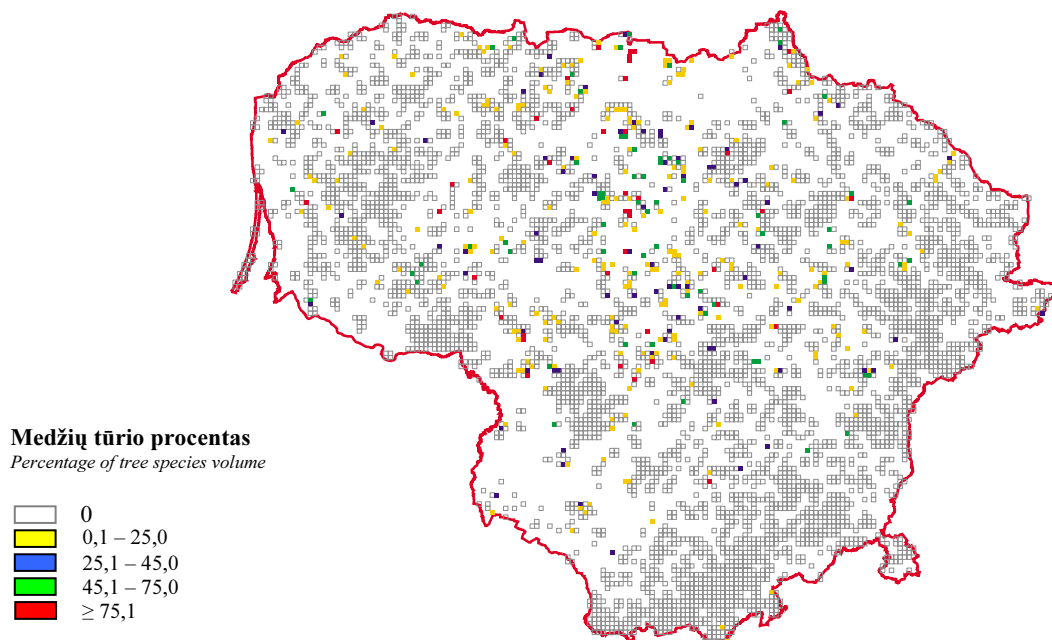 Medžių tūrio procentas
Percentage of tree species volume
0
0,1 – 25,0
25,1 – 45,0
45,1 – 75,0
≥ 75,1